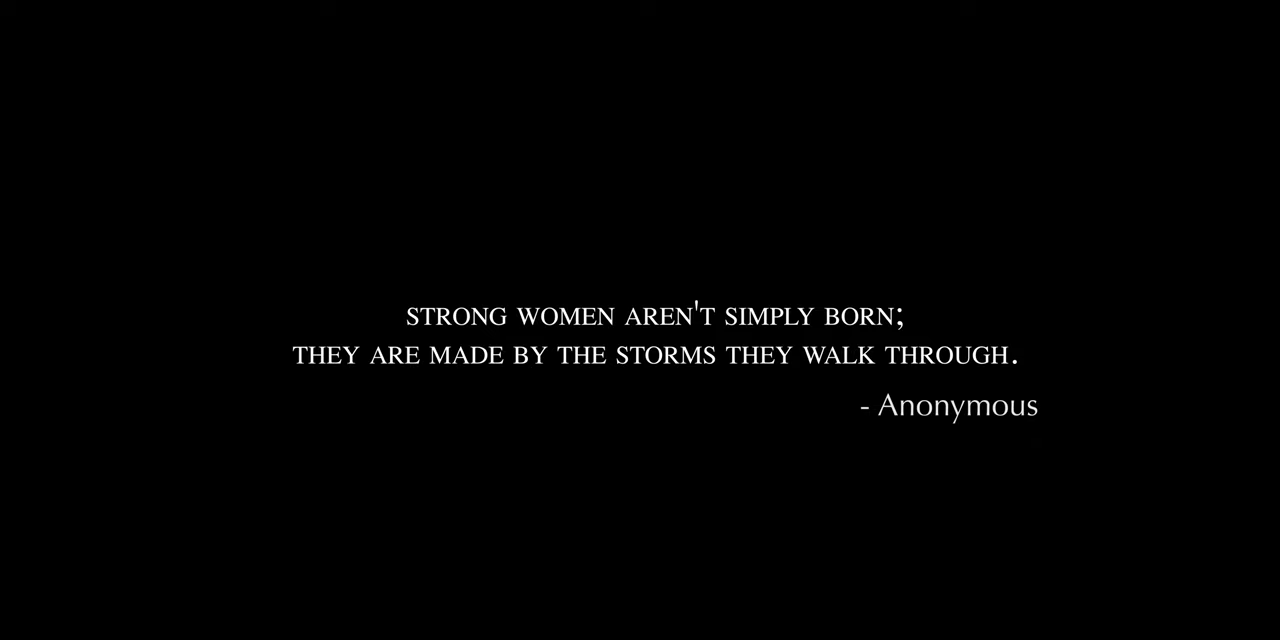 STRONG WOMEN AREN'T SIMPLY BORN;
THEY ARE MADE BY THE STORMS THEY WALK THROUGH.
- Anonymous